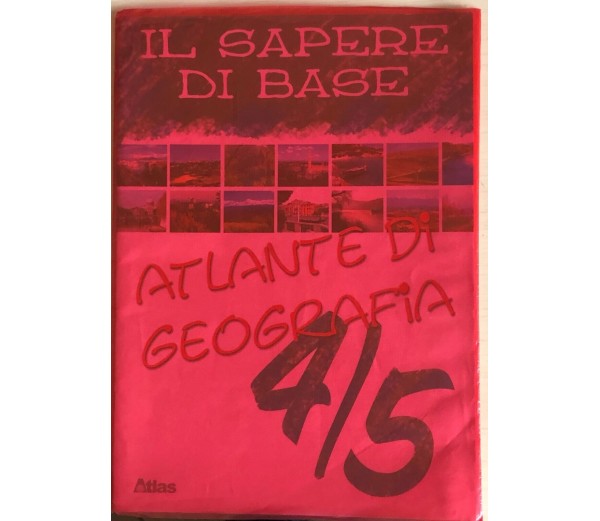 IL SAPERE
DI BASE
ATLANTE Di
GEOGRAFiA
4/5
Atlas